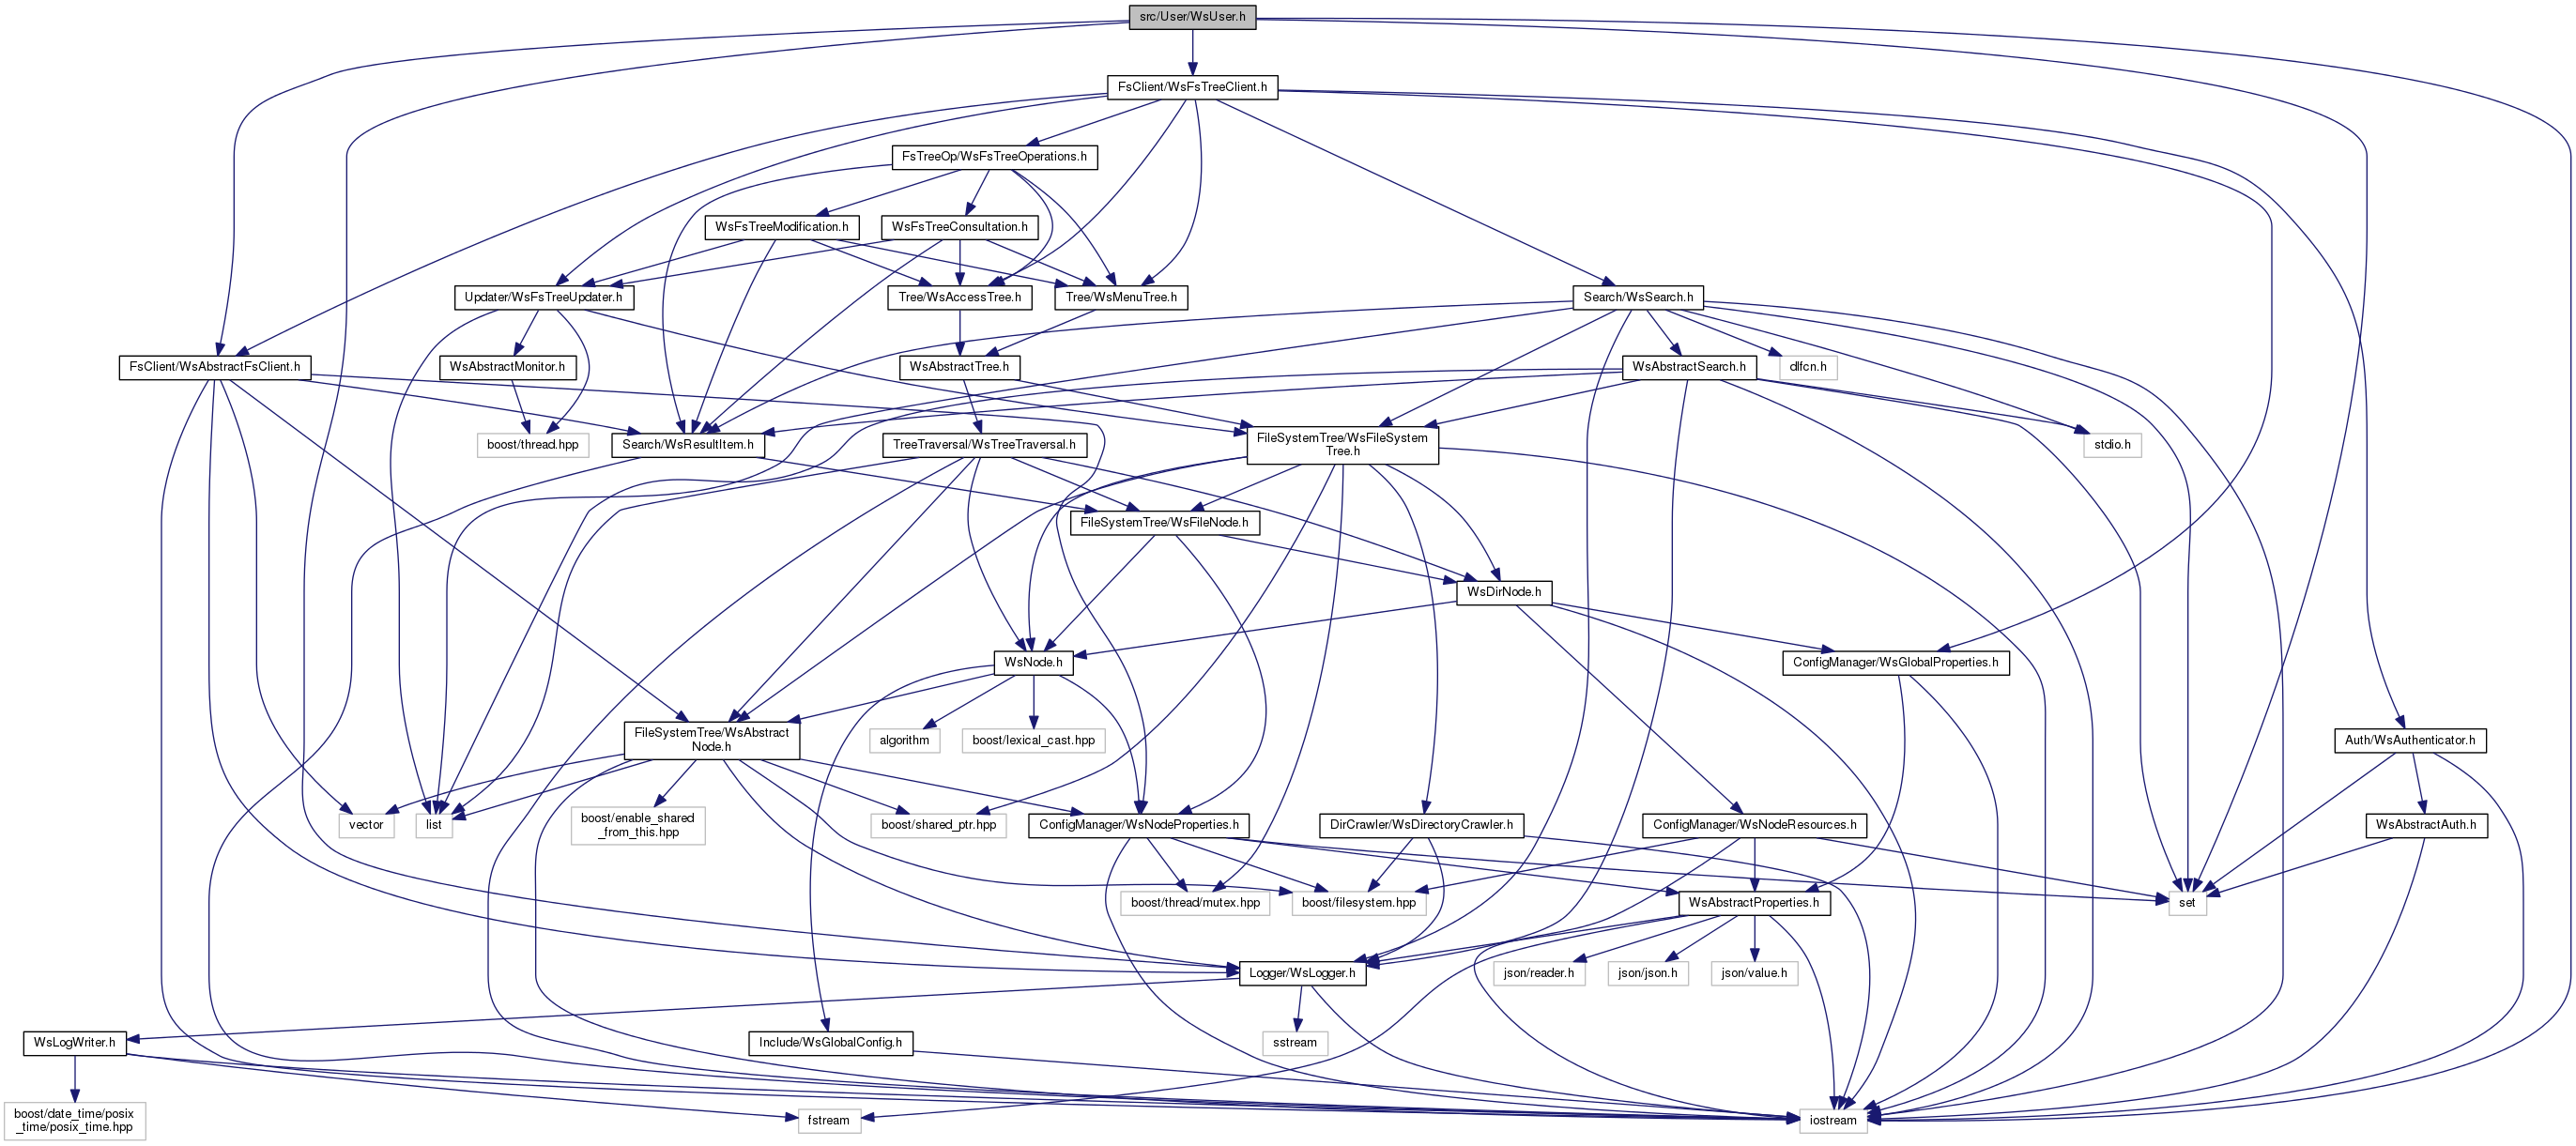 src/User/WsUser.h
FsClient/WsFsTreeClient.h
FsTreeOp/WsFsTreeOperations.h
WsFsTreeModification.h
WsFsTreeConsultation.h
Updater/WsFsTreeUpdater.h
Tree/WsAccessTree.h
Tree/WsMenuTree.h
Search/WsSearch.h
FsClient/WsAbstractFsClient.h
WsAbstractMonitor.h
WsAbstractTree.h
WsAbstractSearch.h
dlfcn.h
boost/thread.hpp
Search/WsResultItem.h
TreeTraversal/WsTreeTraversal.h
FileSystemTree/WsFileSystem
Tree.h
stdio.h
FileSystemTree/WsFileNode.h
WsDirNode.h
WsNode.h
ConfigManager/WsGlobalProperties.h
FileSystemTree/WsAbstract
Node.h
algorithm
boost/lexical_cast.hpp
Auth/WsAuthenticator.h
vector
list
boost/enable_shared
_from_this.hpp
boost/shared_ptr.hpp
ConfigManager/WsNodeProperties.h
DirCrawler/WsDirectoryCrawler.h
ConfigManager/WsNodeResources.h
WsAbstractAuth.h
boost/thread/mutex.hpp
boost/filesystem.hpp
WsAbstractProperties.h
set
Logger/WsLogger.h
json/reader.h
json/json.h
json/value.h
WsLogWriter.h
Include/WsGlobalConfig.h
sstream
boost/date_time/posix
_time/posix_time.hpp
fstream
iostream